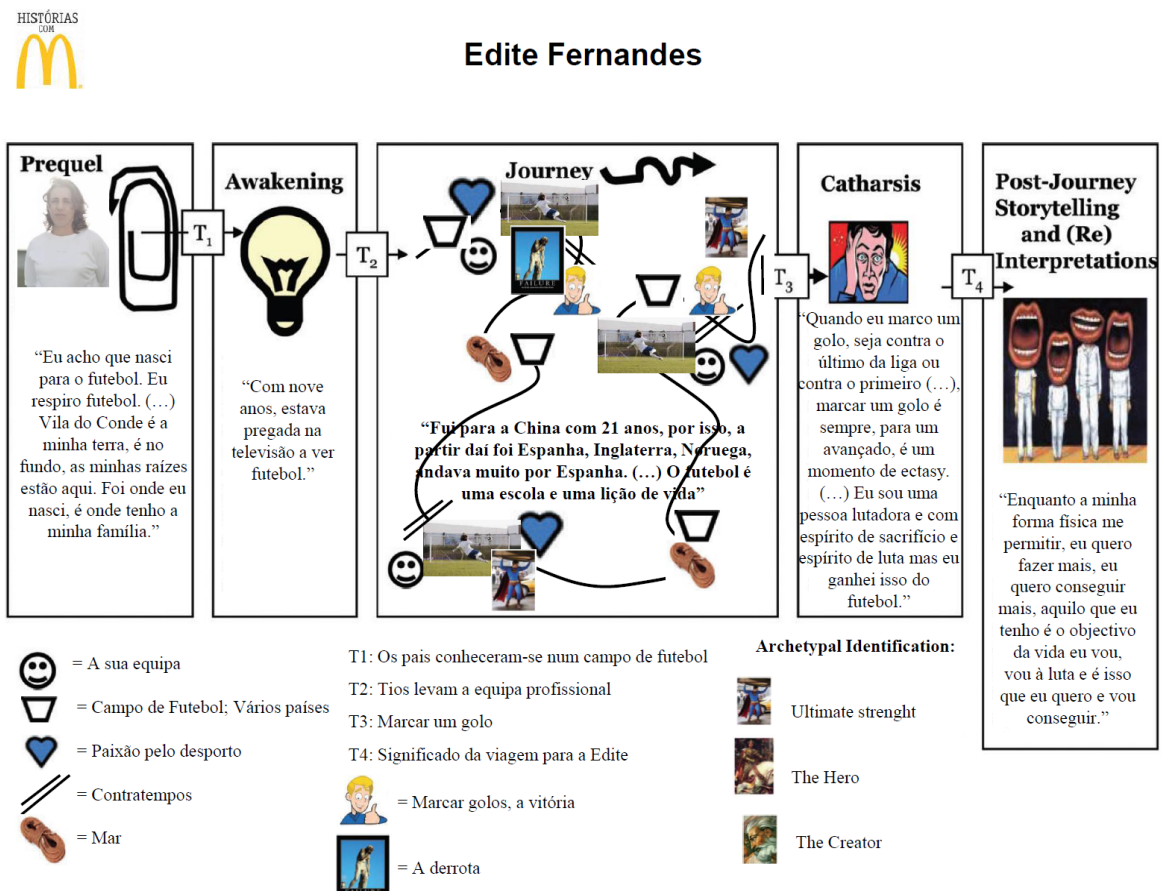 HISTÓRIAS
COM
Edite Fernandes
Prequel
T1
“Eu acho que nasci
para o futebol. Eu
respiro futebol. (…)
Vila do Conde é a
minha terra, é no
fundo, as minhas raízes
estão aqui. Foi onde eu
nasci, é onde tenho a
minha família.”
Awakening
T2
“Com nove
anos, estava
pregada na
televisão a ver
futebol.”
Journey
FAILURE
“Fui para a China com 21 anos, por isso, a
partir daí foi Espanha, Inglaterra, Noruega,
andava muito por Espanha. (…) O futebol é
uma escola e uma lição de vida”
T3
Catharsis
“Quando eu marco um
golo, seja contra o
último da liga ou
contra o primeiro (…),
marcar um golo é
sempre, para um
avançado, é um
momento de ectasy.
(…) Eu sou uma
pessoa lutadora e com
espírito de sacrifício e
espírito de luta mas eu
ganhei isso do
futebol.”
T4
Post-Journey
Storytelling
and (Re)
Interpretations
“Enquanto a minha
forma física me
permitir, eu quero
fazer mais, eu
quero conseguir
mais, aquilo que eu
tenho é o objectivo
da vida eu vou,
vou à luta e é isso
que eu quero e vou
conseguir.”
= A sua equipa
= Campo de Futebol; Vários países
= Paixão pelo desporto
= Contratempos
= Mar
T1: Os pais conheceram-se num campo de futebol
T2: Tios levam a equipa profissional
T3: Marcar um golo
T4: Significado da viagem para a Edite
= Marcar golos, a vitória
= A derrota
Archetypal Identification:
Ultimate strenght
The Hero
The Creator